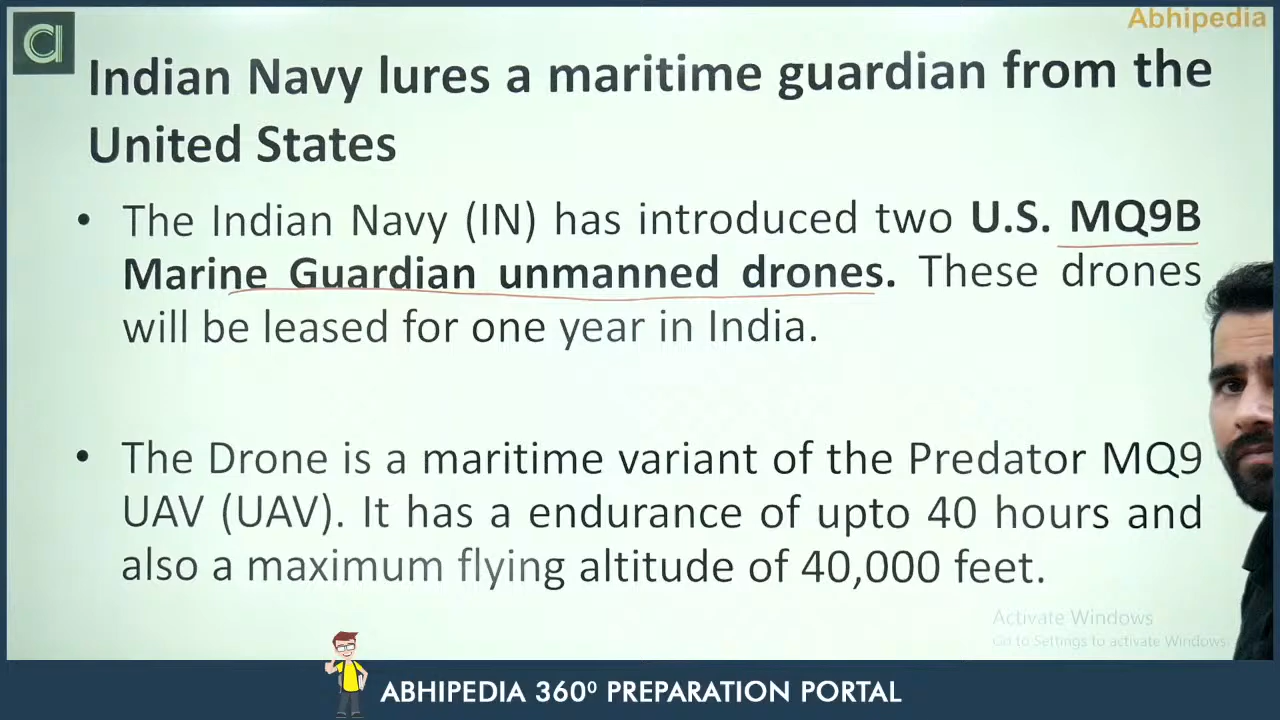 Abhipedia
Indian Navy lures a maritime guardian from the
United States
• The Indian Navy (IN) has introduced two U.S. MQ9B
Marine Guardian unmanned drones. These drones
will be leased for one year in India.
• The Drone is a maritime variant of the Predator MQ9
UAV (UAV). It has a endurance of upto 40 hours and
also a maximum flying altitude of 40,000 feet.
Activate Windows
Go to Settings to activate Windows.
ABHIPEDIA 360⁰ PREPARATION PORTAL